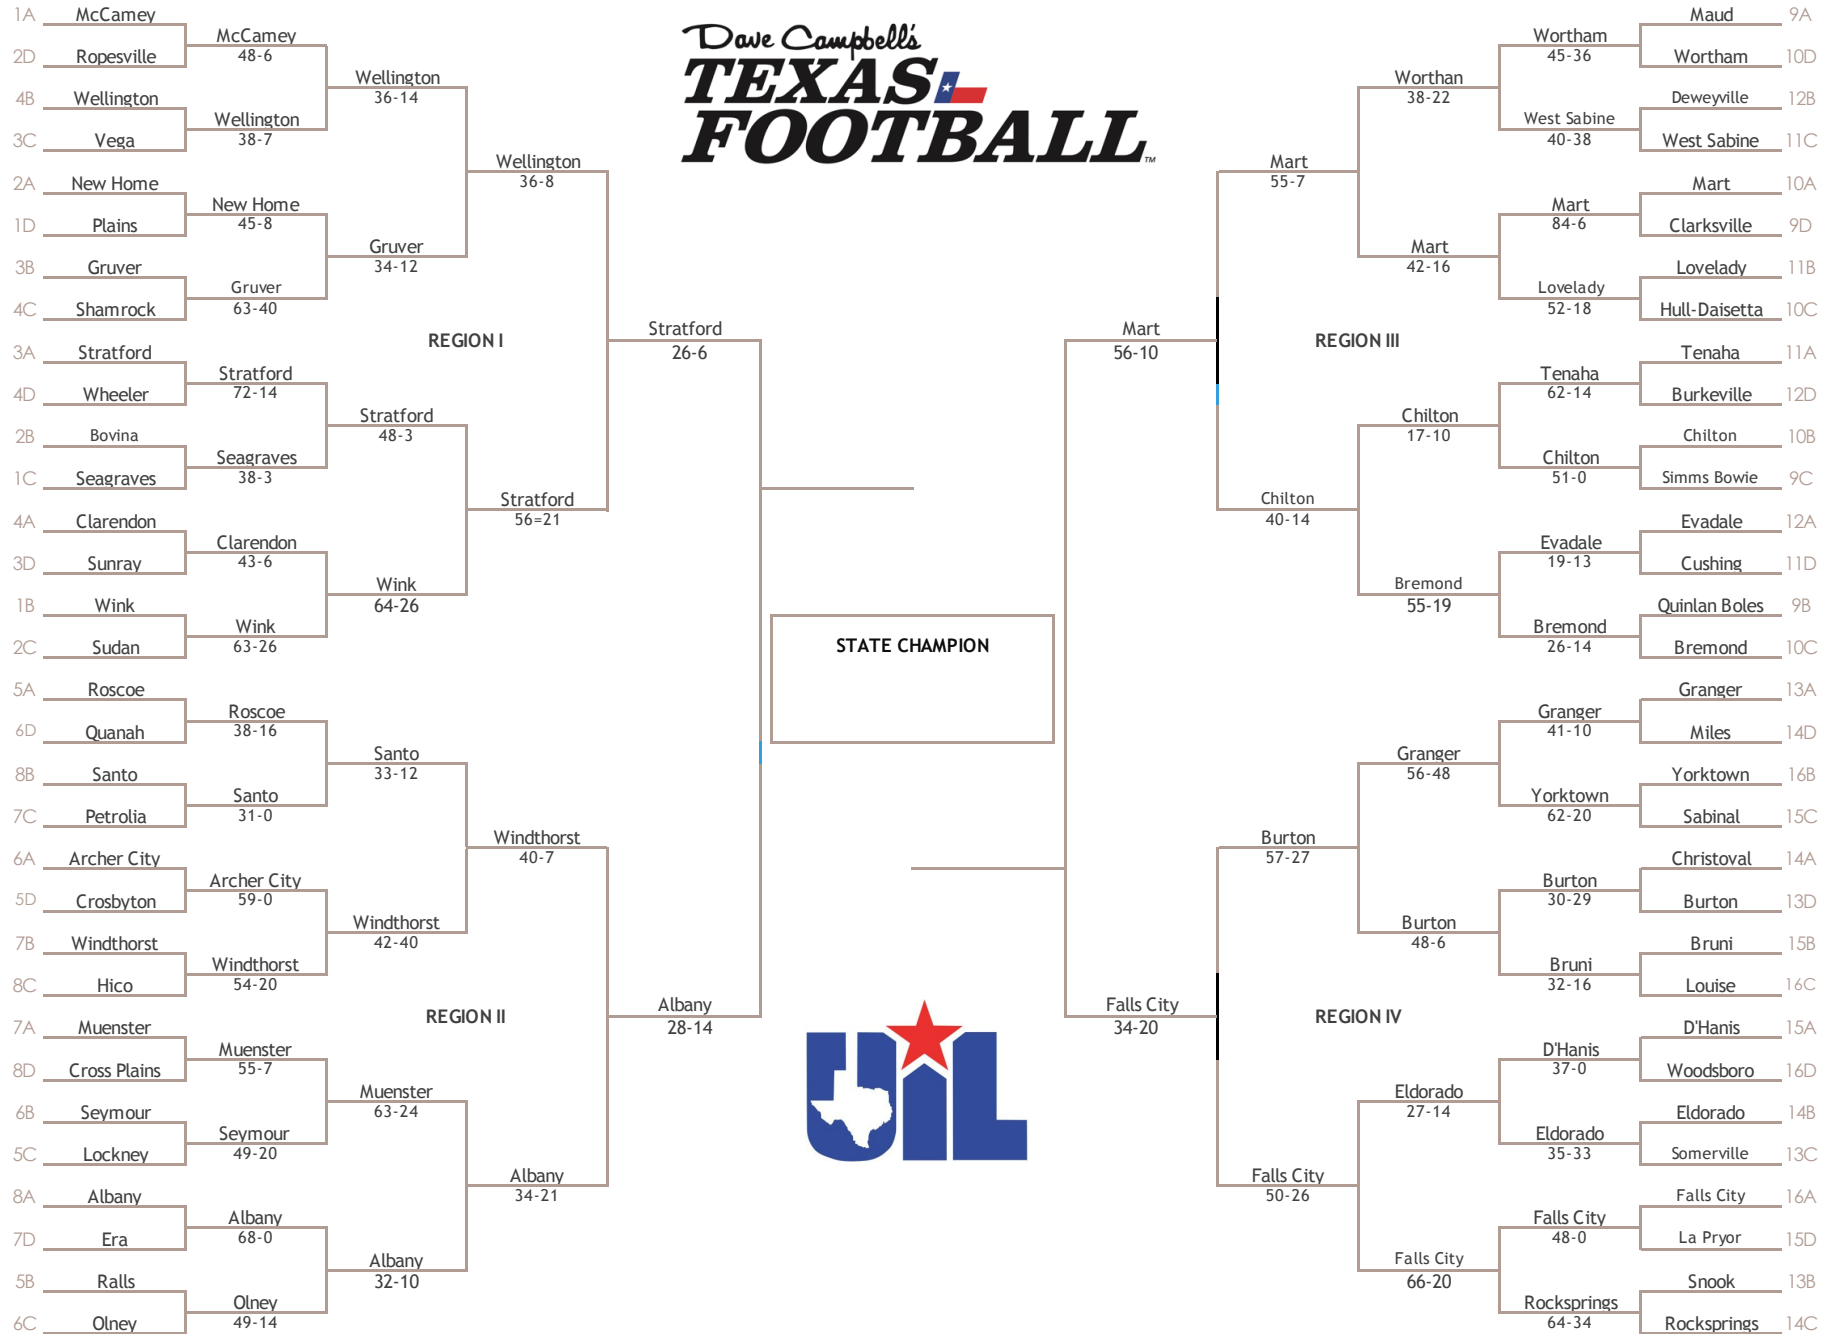 Dave Campbell's
TEXAS
FOOTBALL™
1A McCamey
2D Ropesville
4B Wellington
3C Vega
2A New Home
1D Plains
3B Gruver
4C Shamrock
3A Stratford
4D Wheeler
2B Bovina
1C Seagraves
4A Clarendon
3D Sunray
1B Wink
2C Sudan
5A Roscoe
6D Quanah
8B Santo
7C Petrolia
6A Archer City
5D Crosbyton
7B Windthorst
8C Hico
7A Muenster
8D Cross Plains
6B Seymour
5C Lockney
8A Albany
7D Era
5B Ralls
6C Olney
McCamey
48-6
Wellington
38-7
New Home
45-8
Gruver
63-40
Stratford
72-14
Seagraves
38-3
Clarendon
43-6
Wink
63-26
Roscoe
38-16
Santo
31-0
Archer City
59-0
Windthorst
54-20
Muenster
55-7
Seymour
49-20
Albany
68-0
Olney
49-14
Wellington
36-14
Gruver
34-12
Stratford
48-3
Wink
64-26
Santo
33-12
Windthorst
42-40
Muenster
63-24
Albany
32-10
Wellington
36-8
REGION I
Stratford
56=21
Windthorst
40-7
REGION II
Albany
34-21
Stratford
26-6
Albany
28-14
STATE CHAMPION
UIL
Mart
56-10
Falls City
34-20
Mart
55-7
REGION III
Chilton
40-14
Burton
57-27
REGION IV
Falls City
50-26
Worthan
38-22
Mart
42-16
Chilton
17-10
Bremond
55-19
Granger
56-48
Burton
48-6
Eldorado
27-14
Falls City
66-20
Wortham
45-36
West Sabine
40-38
Mart
84-6
Lovelady
52-18
Tenaha
62-14
Chilton
51-0
Evadale
19-13
Bremond
26-14
Granger
41-10
Yorktown
62-20
Burton
30-29
Bruni
32-16
D'Hanis
37-0
Eldorado
35-33
Falls City
48-0
Rocksprings
64-34
Maud 9A
Wortham 10D
Deweyville 12B
West Sabine 11C
Mart 10A
Clarksville 9D
Lovelady 11B
Hull-Daisetta 10C
Tenaha 11A
Burkeville 12D
Chilton 10B
Simms Bowie 9C
Evadale 12A
Cushing 11D
Quinlan Boles 9B
Bremond 10C
Granger 13A
Miles 14D
Yorktown 16B
Sabinal 15C
Christoval 14A
Burton 13D
Bruni 15B
Louise 16C
D'Hanis 15A
Woodsboro 16D
Eldorado 14B
Somerville 13C
Falls City 16A
La Pryor 15D
Snook 13B
Rocksprings 14C